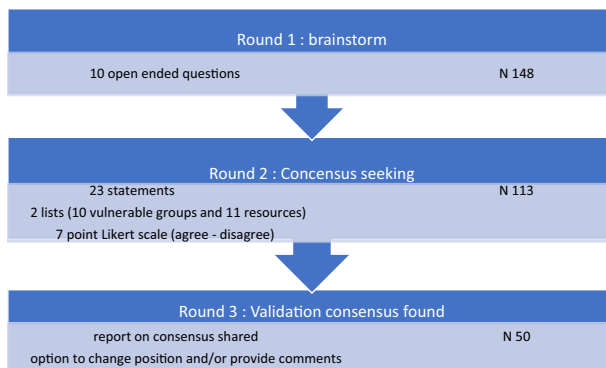 Round 1 : brainstorm
10 open ended questions N 148
Round 2 : Concensus seeking
23 statements N 113
2 lists (10 vulnerable groups and 11 resources)
7 point Likert scale (agree - disagree)
Round 3 : Validation consensus found
report on consensus shared N 50
option to change position and/or provide comments